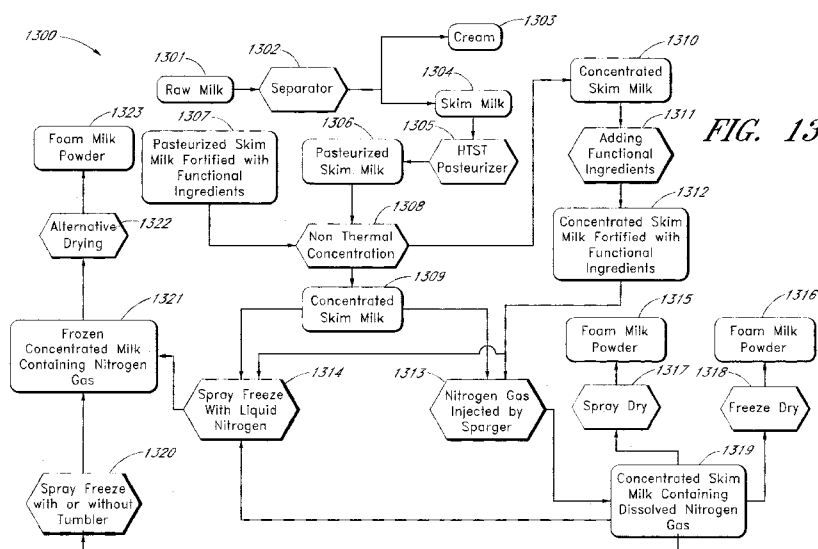 1300
1301
Raw Milk
1302
Separator
1303
Cream
1304
Skim Milk
1305
HTST
Pasteurizer
1306
Pasteurized
Skim. Milk
1307
Pasteurized Skim
Milk Fortified with
Functional
Ingredients
1308
Non Thermal
Concentration
1309
Concentrated
Skim Milk
1310
Concentrated
Skim Milk
1311
Adding
Functional
Ingredients
FIG. 13
1312
Concentrated Skim
Milk Fortified with
Functional
Ingredients
1323
Foam Milk
Powder
1322
Alternative
Drying
1321
Frozen
Concentrated Milk
Containing Nitrogen
Gas
1314
Spray Freeze
With Liquid
Nitrogen
1313
Nitrogen Gas
Injected by
Sparger
1315
Foam Milk
Powder
1316
Foam Milk
Powder
1317
Spray Dry
1318
Freeze Dry
1319
Concentrated Skim
Milk Containing
Dissolved Nitrogen
Gas
1320
Spray Freeze
with or without
Tumbler